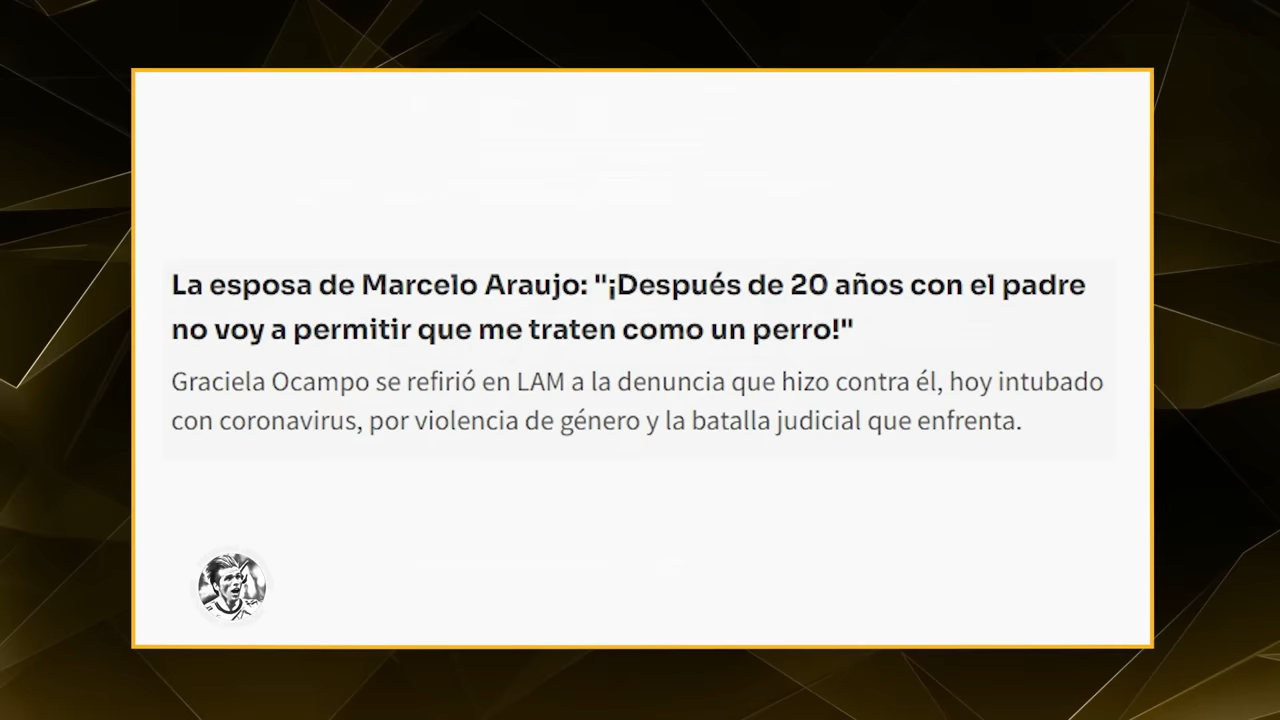 La esposa de Marcelo Araujo: "¡Después de 20 años con el padre
no voy a permitir que me traten como un perro!"
Graciela Ocampo se refirió en LAM a la denuncia que hizo contra él, hoy intubado
con coronavirus, por violencia de género y la batalla judicial que enfrenta.